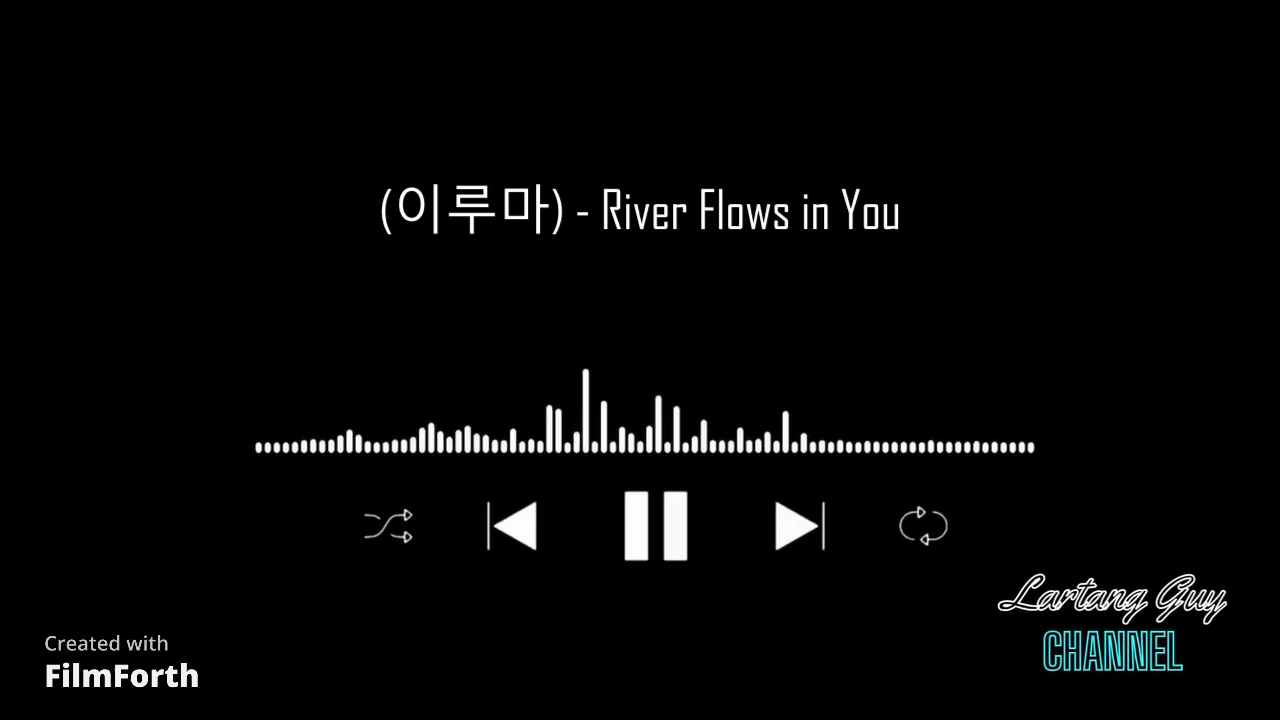 (이루마) - River Flows in You
Lartang Guy
CHANNEL
Created with
FilmForth